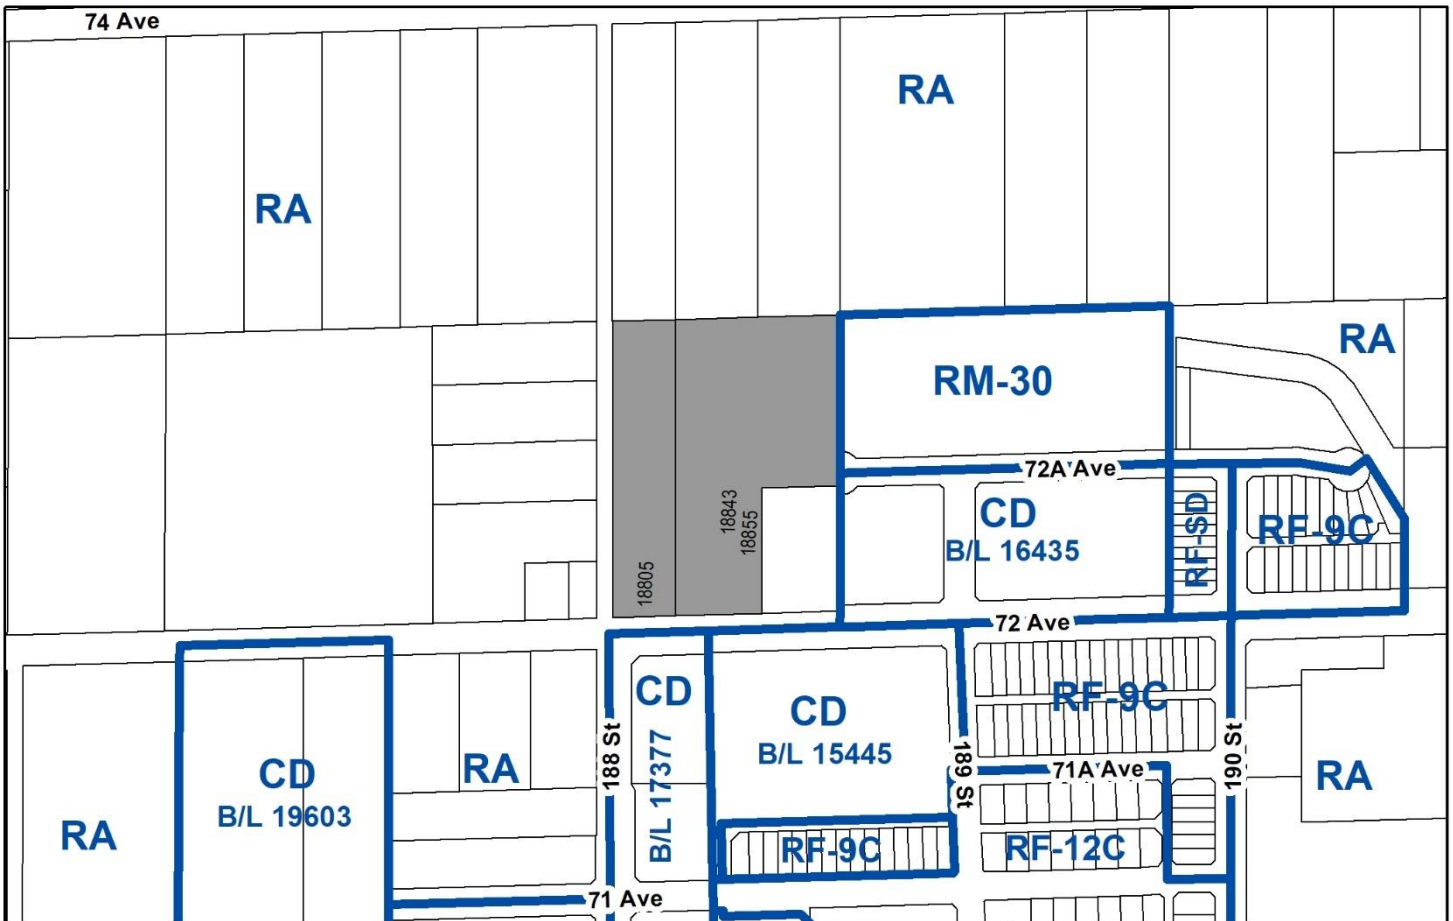 74 Ave
RA
RA
RA
RM-30
72A Ave
18843
18855
CD
B/L 16435
RF-SD
RF-9C
18805
72 Ave
CD
B/L 17377
CD
B/L 15445
RF-9C
188 St
189 St
190 St
71A Ave
RA
CD
B/L 19603
RA
RA
RF-9C
RF-12C
71 Ave